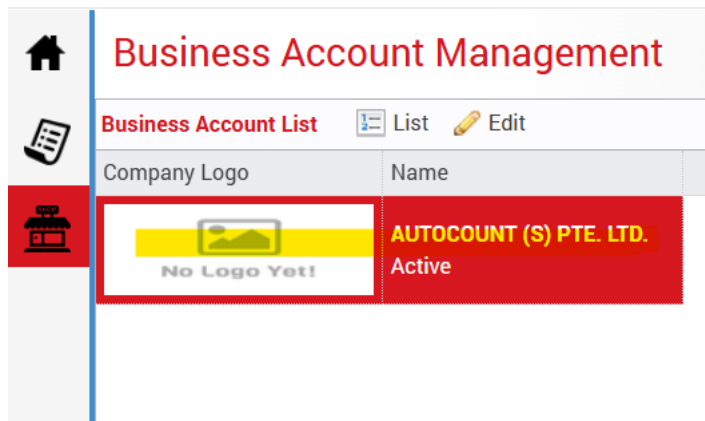 Business Account Management
Business Account List List Edit
Company Logo Name
No Logo Yet!
AUTOCOUNT (S) PTE. LTD.
Active